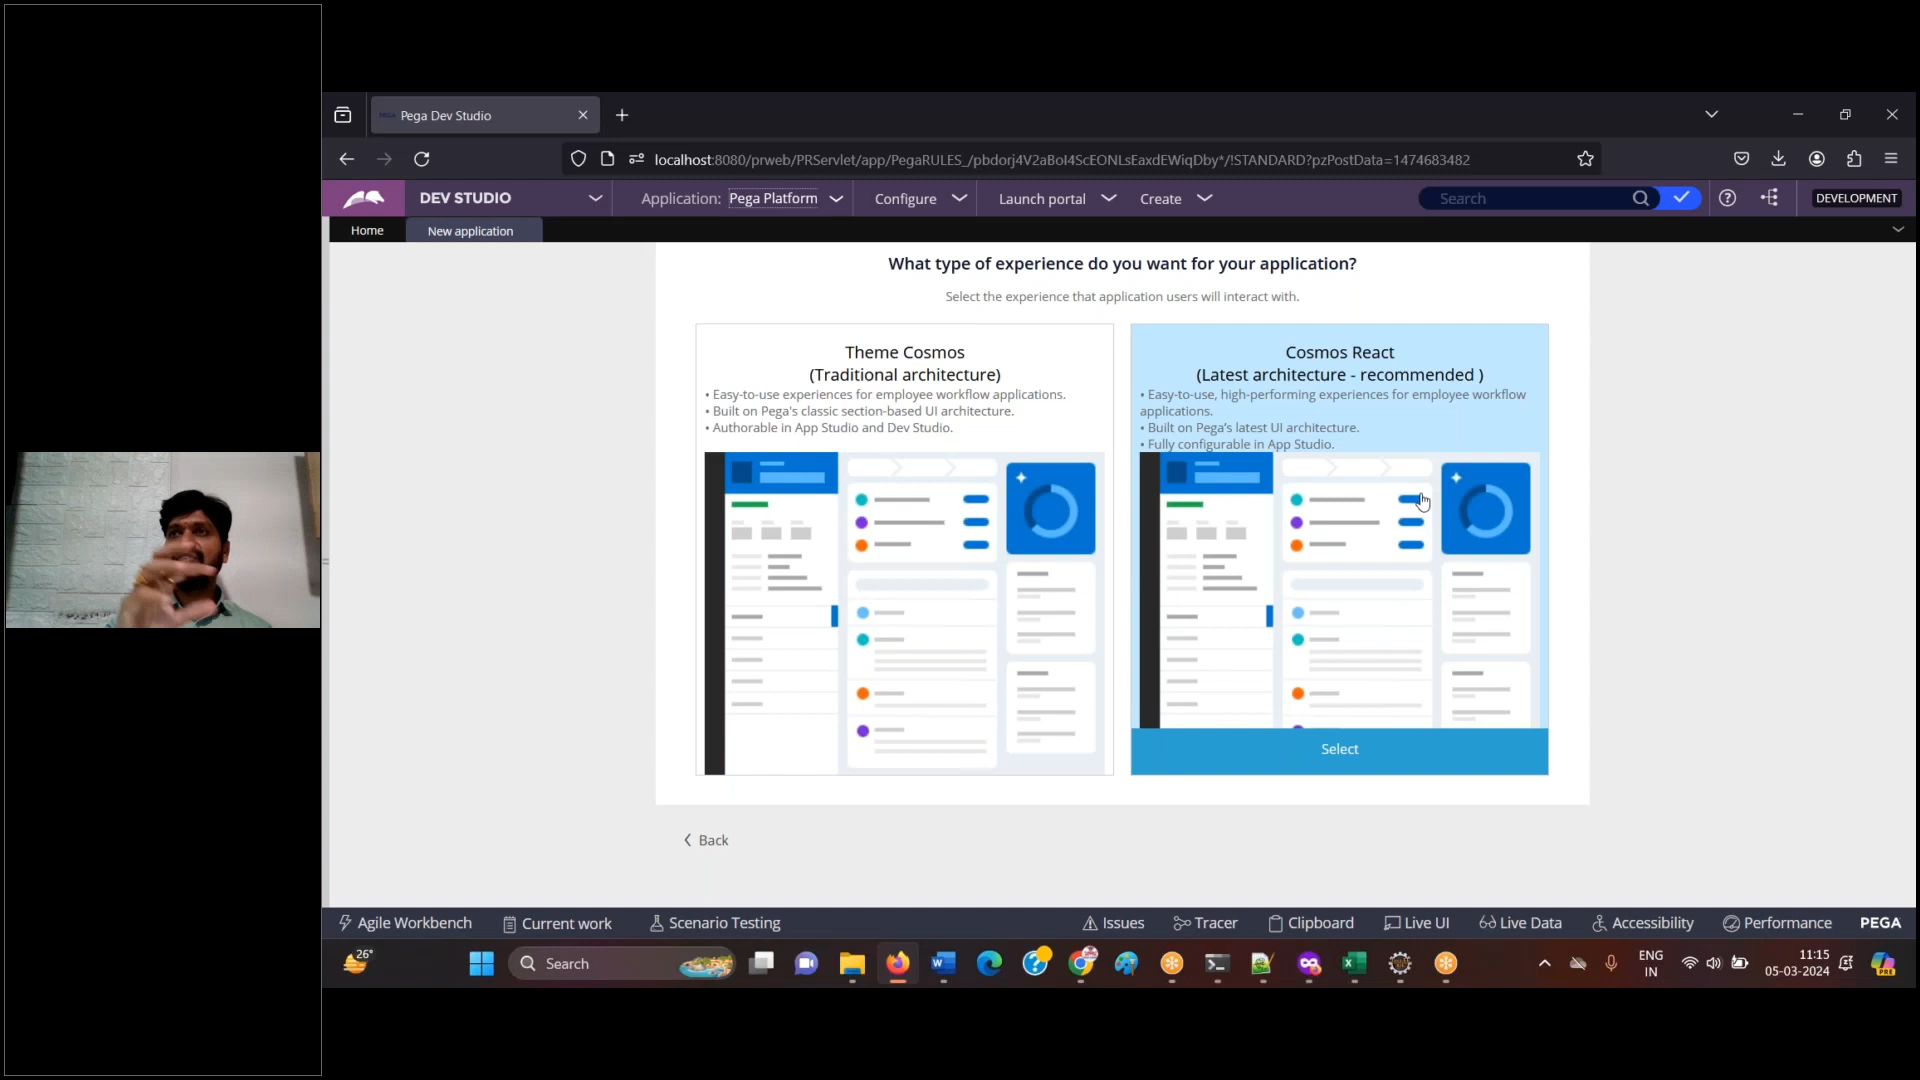 Pega Dev Studio
localhost:8080/prweb/PRServlet/app/PegaRULES_/pbdorj4V2aBoI4ScEONLsEaxdEWiqDby*/!STANDARD?pzPostData=1474683482
DEV STUDIO
Application: Pega Platform
Configure
Launch portal
Create
Search
DEVELOPMENT
Home
New application
What type of experience do you want for your application?
Select the experience that application users will interact with.
Theme Cosmos
(Traditional architecture)
• Easy-to-use experiences for employee workflow applications.
• Built on Pega's classic section-based UI architecture.
• Authorable in App Studio and Dev Studio.
Cosmos React
(Latest architecture - recommended )
• Easy-to-use, high-performing experiences for employee workflow
applications.
• Built on Pega's latest UI architecture.
• Fully configurable in App Studio.
Select
Back
Agile Workbench
Current work
Scenario Testing
Issues
Tracer
Clipboard
Live UI
Live Data
Accessibility
Performance
PEGA
26°
Search
ENG
IN
11:15
05-03-2024